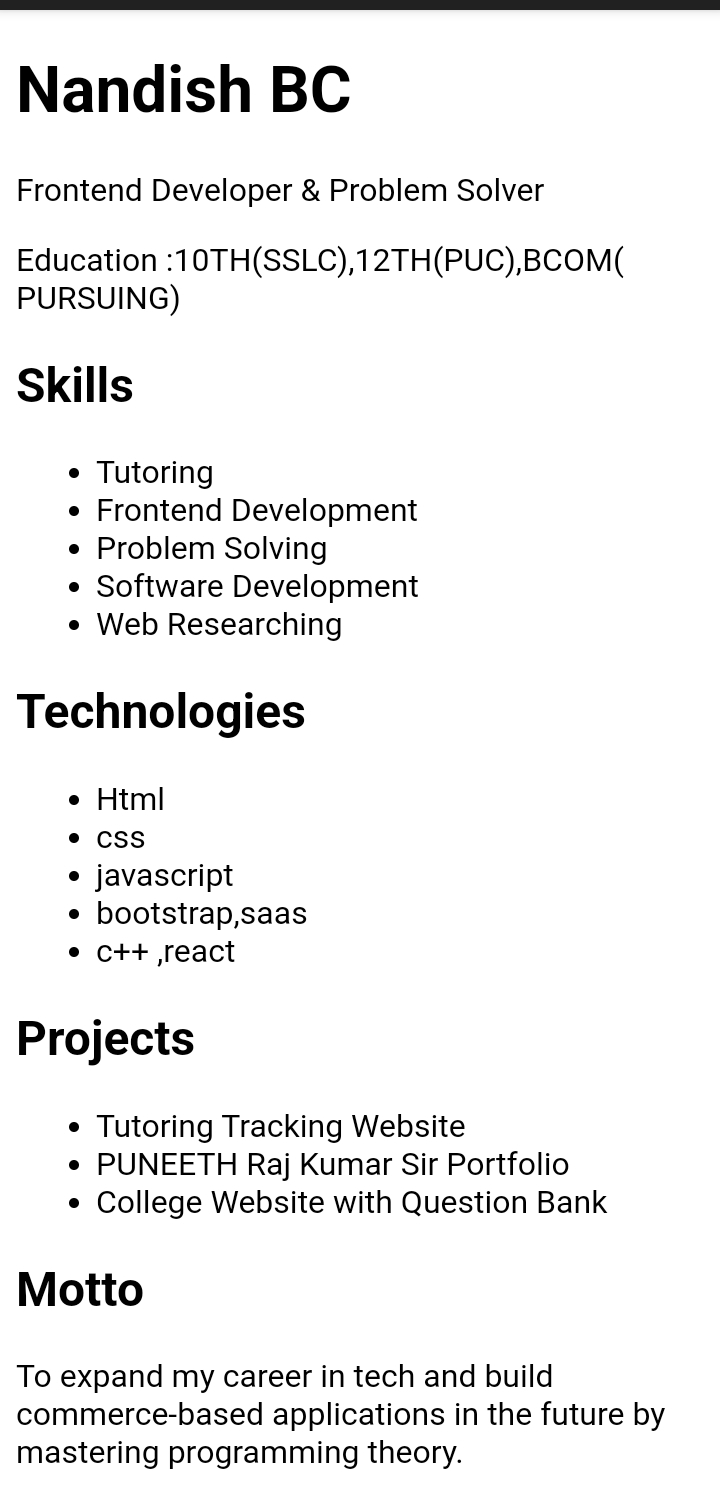 Nandish BC
Frontend Developer & Problem Solver
Education :10TH(SSLC),12TH(PUC),BCOM(
PURSUING)
Skills
• Tutoring
• Frontend Development
• Problem Solving
• Software Development
• Web Researching
Technologies
• Html
• css
• javascript
• bootstrap,saas
• c++ ,react
Projects
• Tutoring Tracking Website
• PUNEETH Raj Kumar Sir Portfolio
• College Website with Question Bank
Motto
To expand my career in tech and build
commerce-based applications in the future by
mastering programming theory.